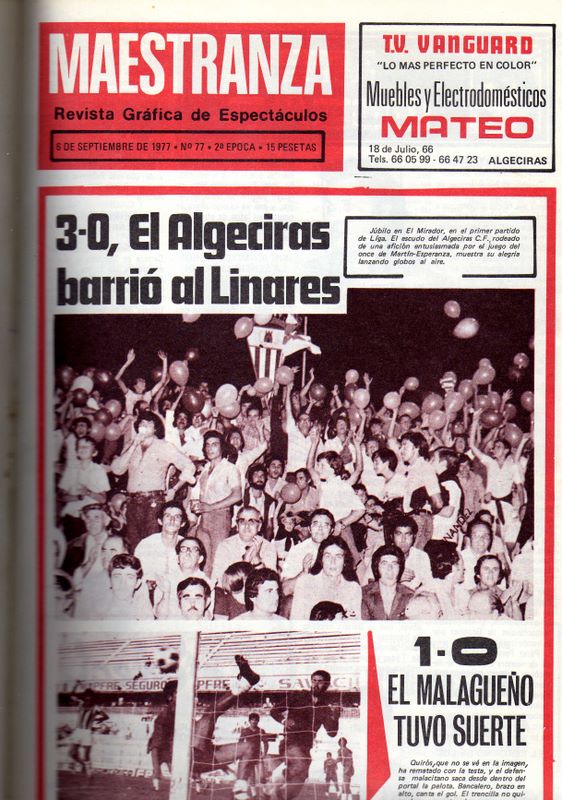 MAESTRANZA
Revista Gráfica de Espectáculos
6 DE SEPTIEMBRE DE 1977 • Nº 77 • 2ª EPOCA • 15 PESETAS
T.V. VANGUARD
"LO MAS PERFECTO EN COLOR"
Muebles y Electrodomésticos
MATEO
18 de Julio, 66
Tels. 66 05 99 - 66 47 23 ALGECIRAS
3-0, El Algeciras
barrió al Linares
Júbilo en El Mirador, en el primer partido
de Liga. El escudo del Algeciras C.F. rodeado
de una afición entusiasmada por el juego del
once de Martín-Esperanza, muestra su alegría
lanzando globos al aire.
1-0
EL MALAGUEÑO
TUVO SUERTE
Quirós, que no se vé en la imagen,
ha rematado con la testa, y el defensa
malacitano saca desde dentro del
portal la pelota. Bancalero, brazo en
alto, canta el gol. El trencilla no qui-